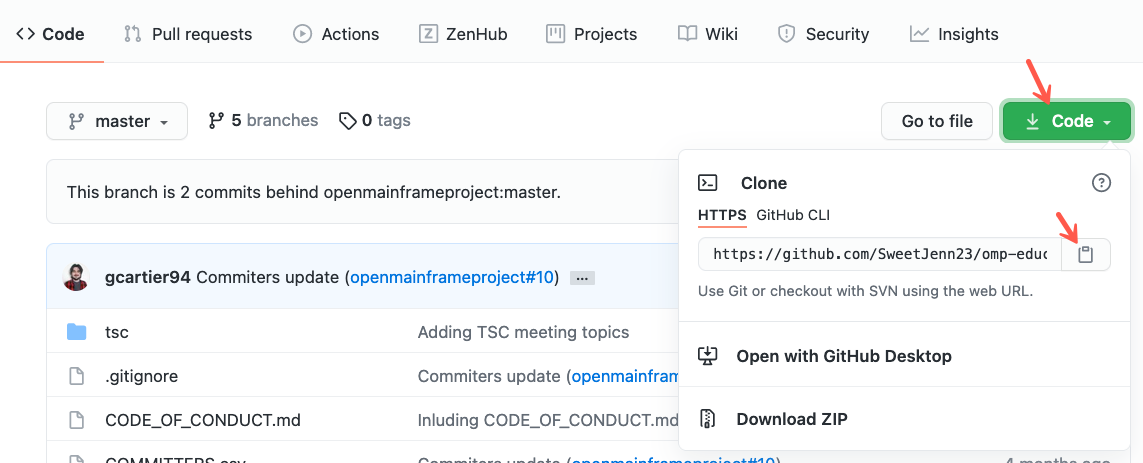 Code Pull requests Actions ZenHub Projects Wiki Security Insights
master 5 branches 0 tags Go to file Code
This branch is 2 commits behind openmainframeproject:master.
Clone
HTTPS GitHub CLI
https://github.com/SweetJenn23/omp-educ
Use Git or checkout with SVN using the web URL.
Open with GitHub Desktop
Download ZIP
gcartier94 Commiters update (openmainframeproject#10) ...
tsc Adding TSC meeting topics
.gitignore Commiters update (openmainfram
CODE_OF_CONDUCT.md Inluding CODE_OF_CONDUCT.md
COMMITTERS.csv Commiters update (openmainframeproject#10) 4 months ago